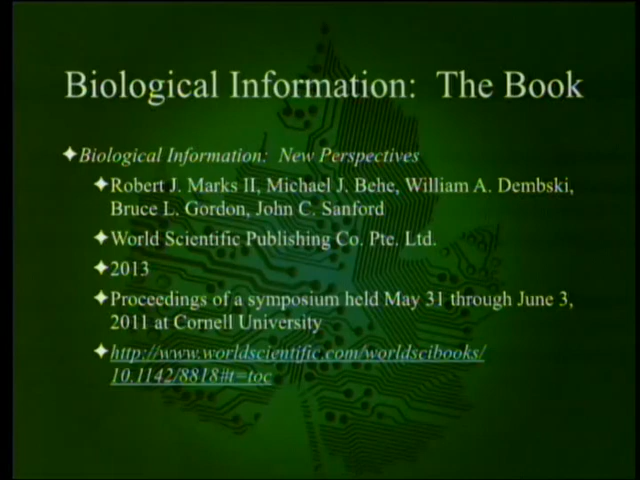 Biological Information: The Book
Biological Information: New Perspectives
Robert J. Marks II, Michael J. Behe, William A. Dembski,
Bruce L. Gordon, John C. Sanford
World Scientific Publishing Co. Pte. Ltd.
2013
Proceedings of a symposium held May 31 through June 3,
2011 at Cornell University
http://www.worldscientific.com/worldscibooks/
10.1142/8818#t=toc